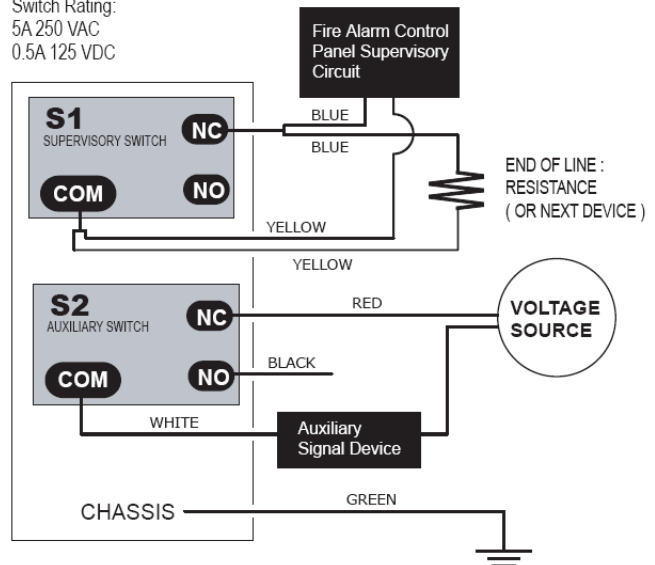 Switch Rating:
5A 250 VAC
0.5A 125 VDC
Fire Alarm Control
Panel Supervisory
Circuit
S1
SUPERVISORY SWITCH
NC
NO
COM
BLUE
BLUE
END OF LINE :
RESISTANCE
( OR NEXT DEVICE )
YELLOW
YELLOW
S2
AUXILIARY SWITCH
NC
NO
COM
RED
VOLTAGE
SOURCE
BLACK
WHITE
Auxiliary
Signal Device
CHASSIS
GREEN